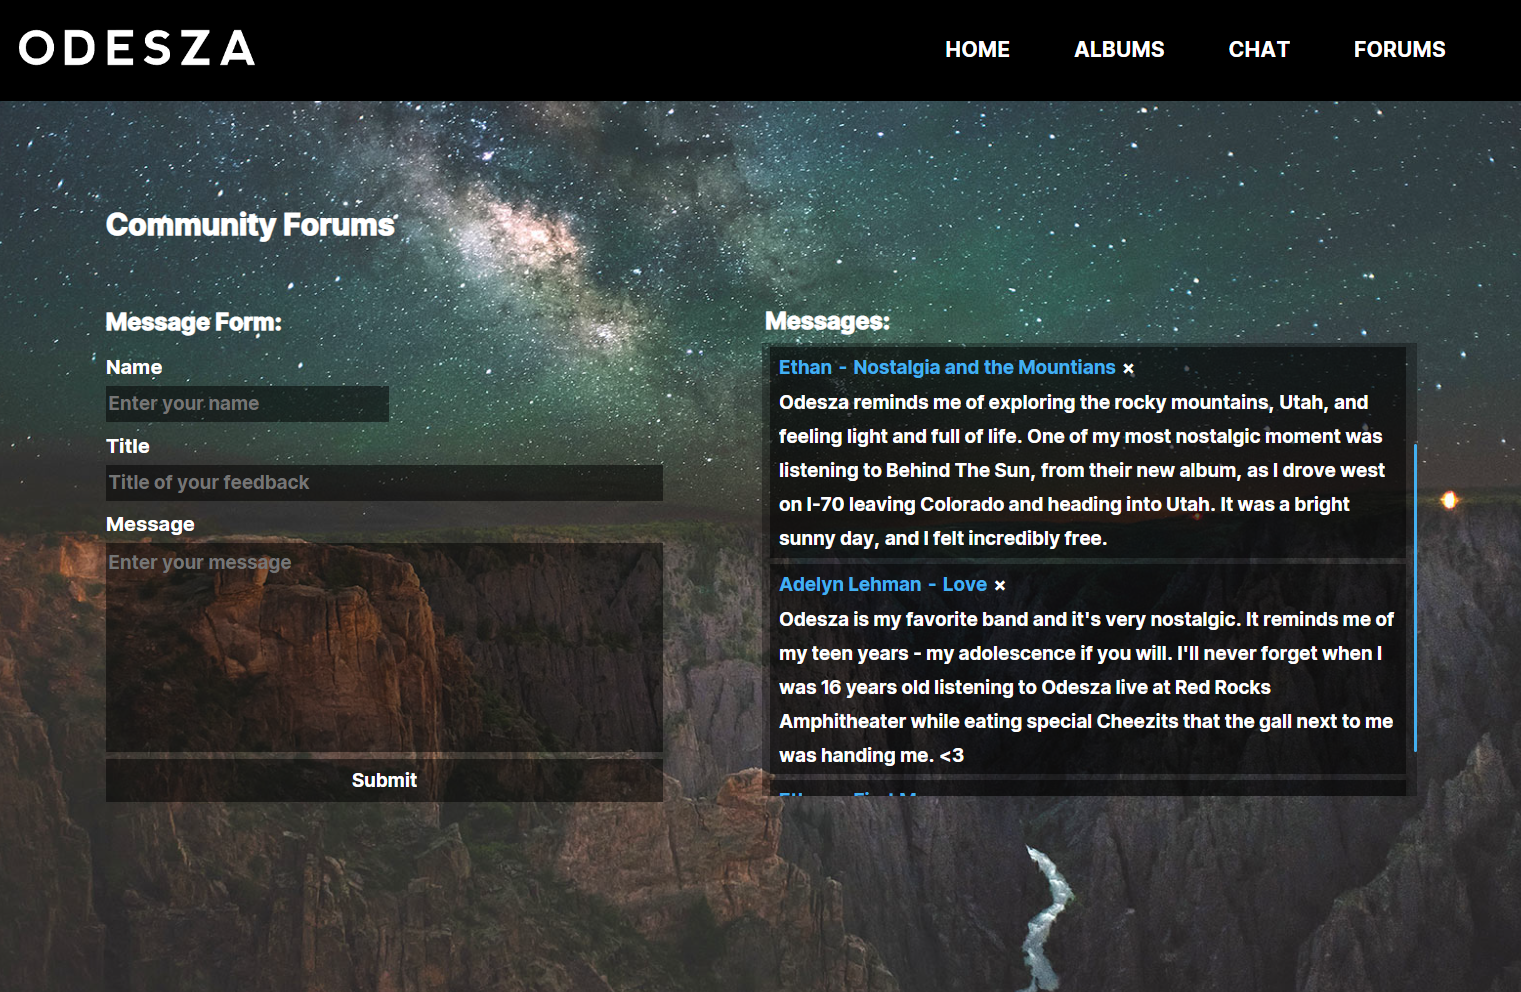 ODESZA
HOME
ALBUMS
CHAT
FORUMS
Community Forums
Message Form:
Name
Enter your name
Title
Title of your feedback
Message
Enter your message
Submit
Messages:
Ethan - Nostalgia and the Mountians ×
Odesza reminds me of exploring the rocky mountains, Utah, and
feeling light and full of life. One of my most nostalgic moment was
listening to Behind The Sun, from their new album, as I drove west
on I-70 leaving Colorado and heading into Utah. It was a bright
sunny day, and I felt incredibly free.
Adelyn Lehman - Love ×
Odesza is my favorite band and it's very nostalgic. It reminds me of
my teen years - my adolescence if you will. I'll never forget when I
was 16 years old listening to Odesza live at Red Rocks
Amphitheater while eating special Cheezits that the gall next to me
was handing me. <3